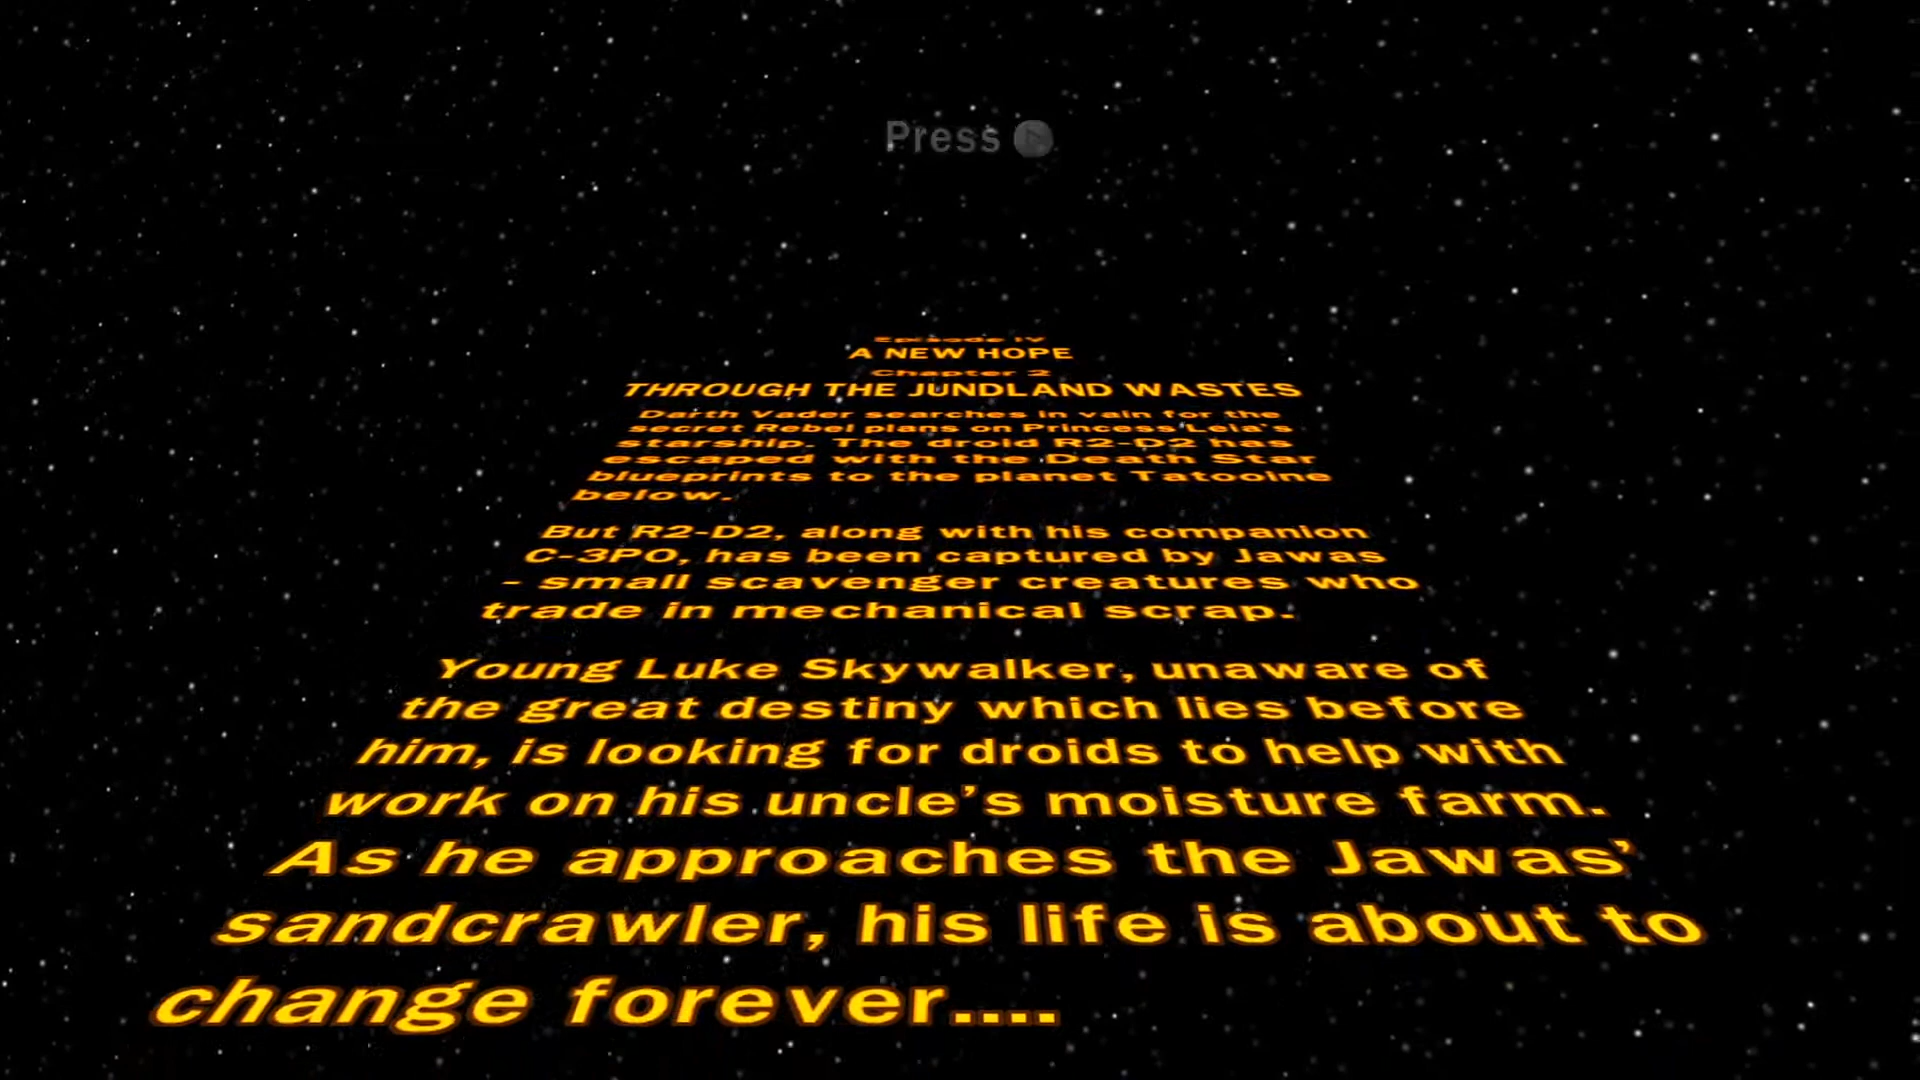 Press
Episode IV
A NEW HOPE
Chapter 2
THROUGH THE JUNDLAND WASTES
Darth Vader searches in vain for the
secret Rebel plans on Princess Leia's
starship. The droid R2-D2 has
escaped with the Death Star
blueprints to the planet Tatooine
below.
But R2-D2, along with his companion
C-3PO, has been captured by Jawas
- small scavenger creatures who
trade in mechanical scrap.
Young Luke Skywalker, unaware of
the great destiny which lies before
him, is looking for droids to help with
work on his uncle’s moisture farm.
As he approaches the Jawas’
sandcrawler, his life is about to
change forever....